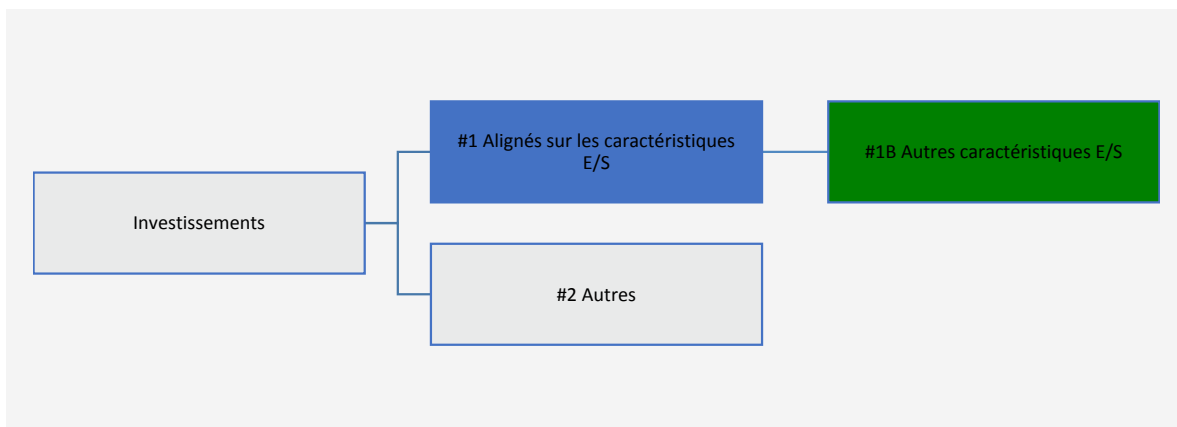 #1 Alignés sur les caractéristiques
E/S
#1B Autres caractéristiques E/S
Investissements
#2 Autres